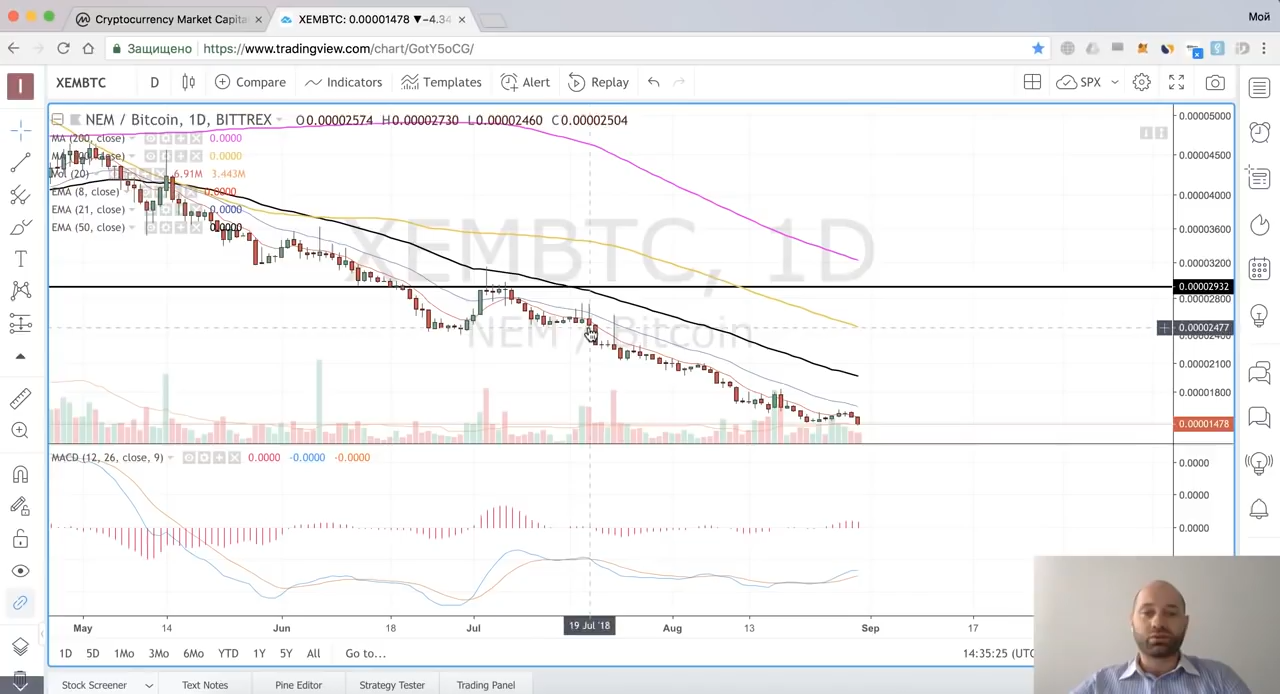 Cryptocurrency Market Capita
XEMBTC: 0.00001478 ▼−4.34
Мой
Защищено
https://www.tradingview.com/chart/GotY5oCG/
XEMBTC
D
Compare
Indicators
Templates
Alert
Replay
SPX
NEM / Bitcoin, 1D, BITTREX
O0.00002574 H0.00002730 L0.00002460 C0.00002504
MA (200, close) 0.0000
0.0000
Vol (20) 6.91M 3.443M
EMA (8, close) 0.0000
EMA (21, close) 0.0000
EMA (50, close) 0.0000
XEMBTC, 1D
NEM / Bitcoin
0.00005000
0.00004500
0.00004000
0.00003600
0.00003200
0.00002932
0.00002800
0.00002477
0.00002100
0.00001800
0.00001478
MACD (12, 26, close, 9) 0.0000 -0.0000 -0.0000
0.0000
0.0000
0.0000
May
14
Jun
18
Jul
19 Jul '18
Aug
13
Sep
17
1D
5D
1Mo
3Mo
6Mo
YTD
1Y
5Y
All
Go to...
14:35:25 (UTC
Stock Screener
Text Notes
Pine Editor
Strategy Tester
Trading Panel